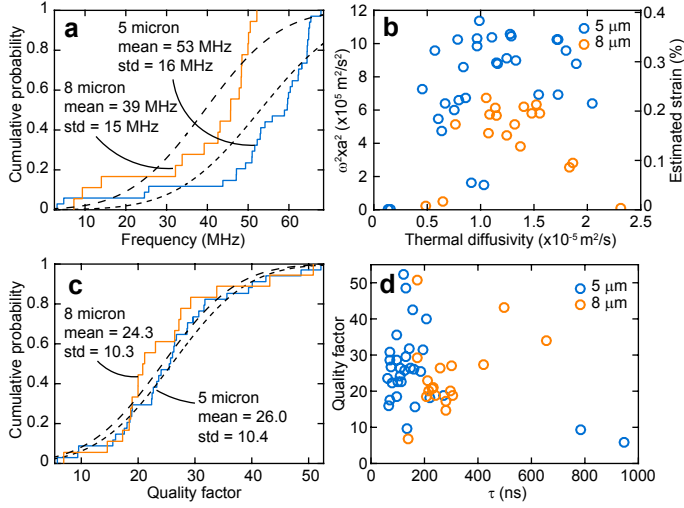 a
5 micron
mean = 53 MHz
std = 16 MHz
8 micron
mean = 39 MHz
std = 15 MHz
Cumulative probability
0
0.2
0.4
0.6
0.8
1
10
20
30
40
50
60
Frequency (MHz)
b
5 μm
8 μm
ω²xa² (x10⁵ m²/s²)
0
2
4
6
8
10
12
Estimated strain (%)
0
0.1
0.2
0.3
0.4
0
0.5
1.0
1.5
2.0
2.5
Thermal diffusivity (x10⁻⁵ m²/s)
c
8 micron
mean = 24.3
std = 10.3
5 micron
mean = 26.0
std = 10.4
Cumulative probability
0
0.2
0.4
0.6
0.8
1
10
20
30
40
50
Quality factor
d
5 μm
8 μm
Quality factor
0
10
20
30
40
50
0
200
400
600
800
1000
τ (ns)